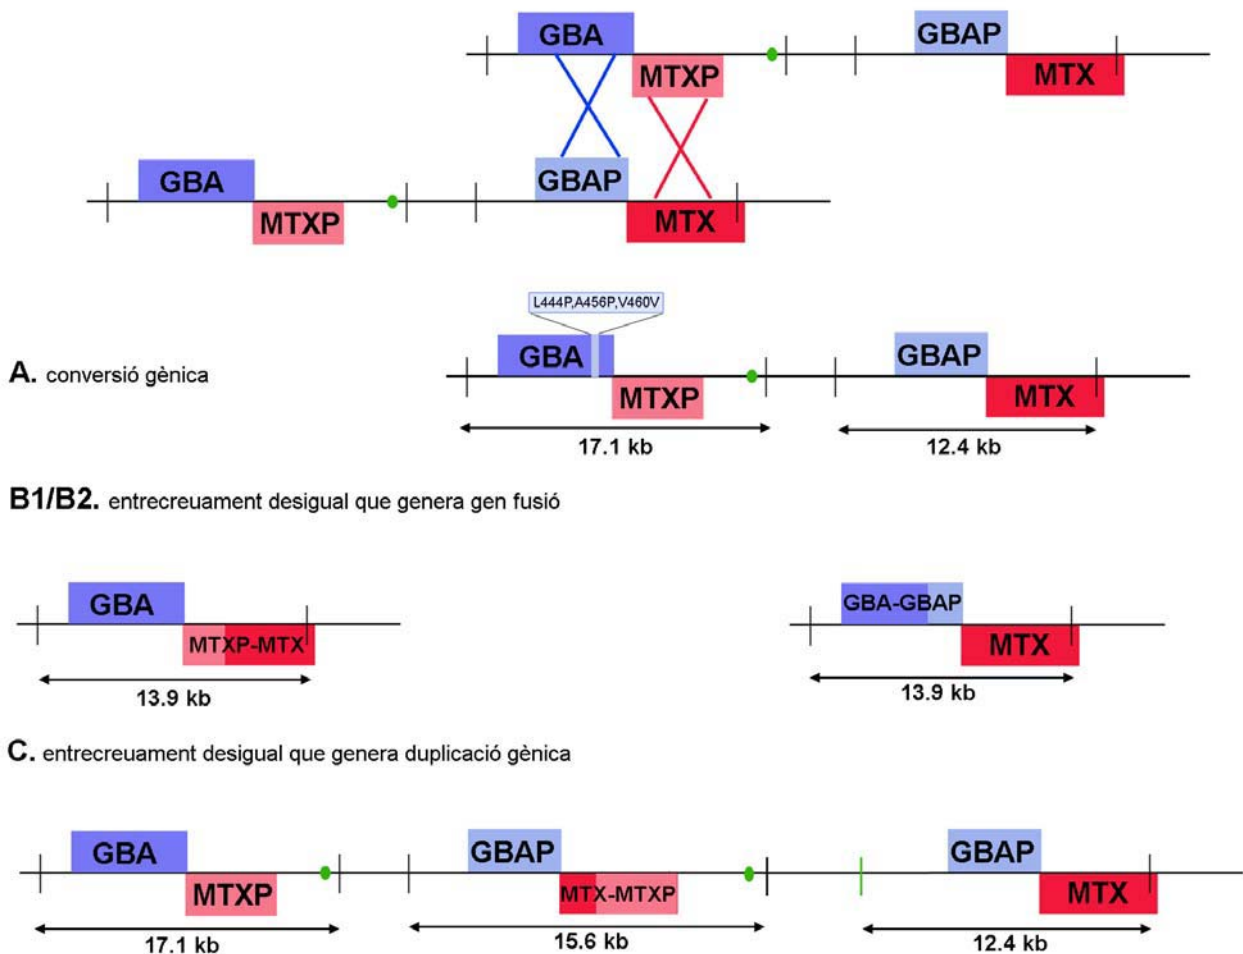 GBA
MTXP
GBAP
MTX
GBA
MTXP
GBAP
MTX
L444P,A456P,V460V
A. conversió gènica
GBA
MTXP
GBAP
MTX
17.1 kb
12.4 kb
B1/B2. entrecreuament desigual que genera gen fusió
GBA
MTXP-MTX
13.9 kb
GBA-GBAP
MTX
13.9 kb
C. entrecreuament desigual que genera duplicació gènica
GBA
MTXP
GBAP
MTX-MTXP
GBAP
MTX
17.1 kb
15.6 kb
12.4 kb